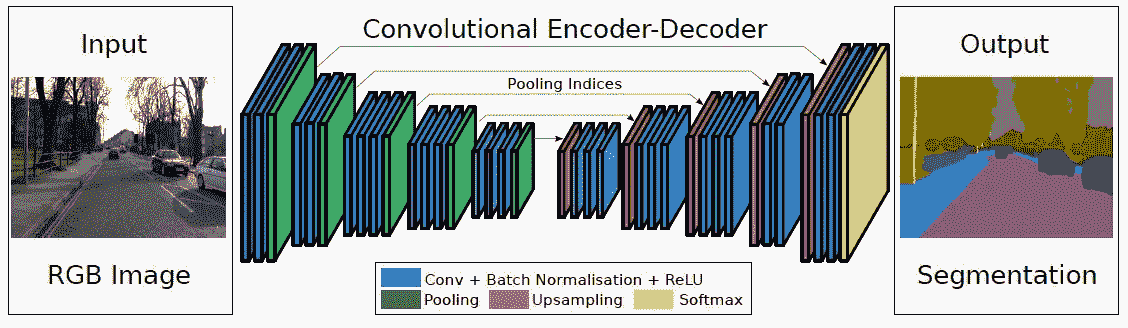 Convolutional Encoder-Decoder
Input
RGB Image
Pooling Indices
Output
Segmentation
Conv + Batch Normalisation + ReLU
Pooling
Upsampling
Softmax